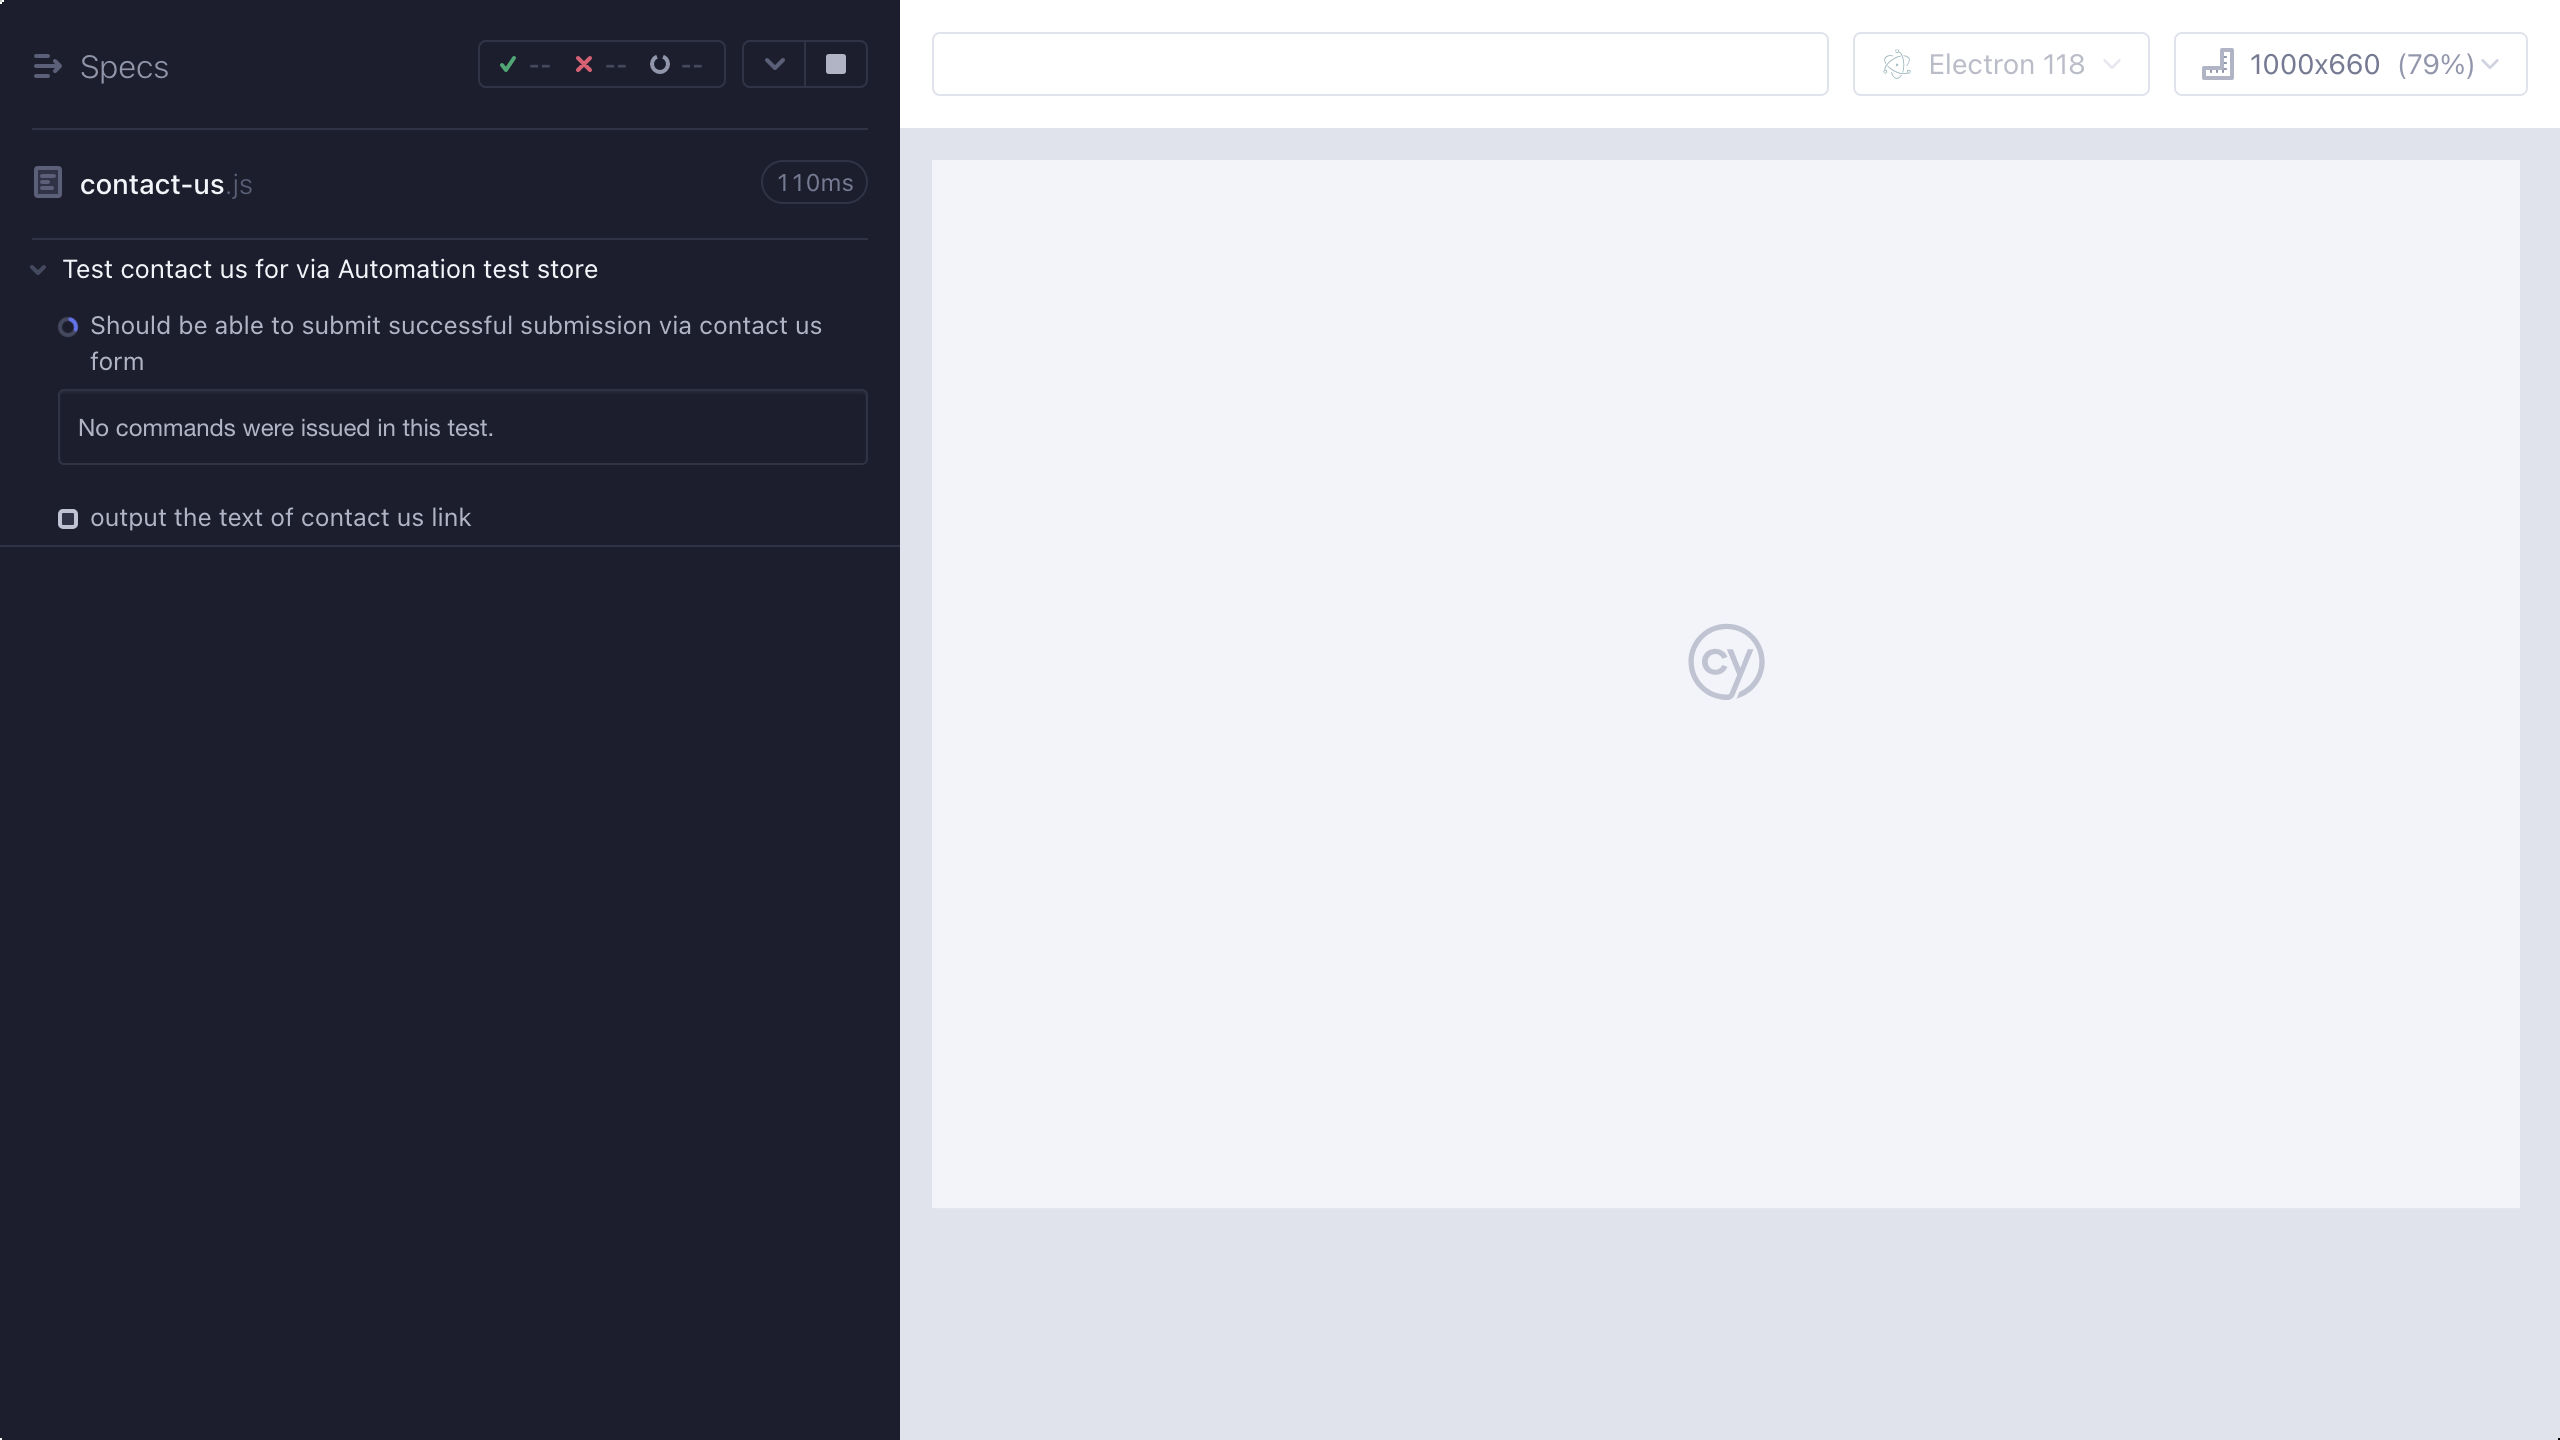 Specs
-- -- --
contact-us.js
110ms
Test contact us for via Automation test store
Should be able to submit successful submission via contact us
form
No commands were issued in this test.
output the text of contact us link
Electron 118
1000x660 (79%)
cy